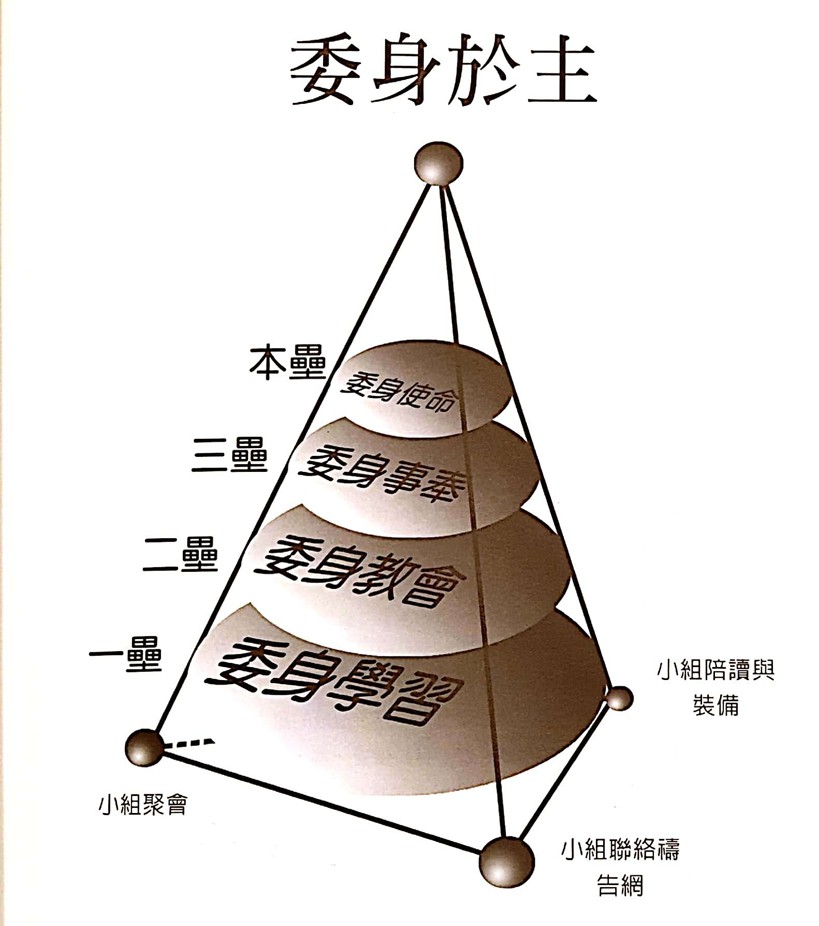 委身於主
本壘
委身使命
三壘
委身事奉
二壘
委身教會
一壘
委身學習
小組陪讀與
裝備
小組聚會
小組聯絡禱
告網